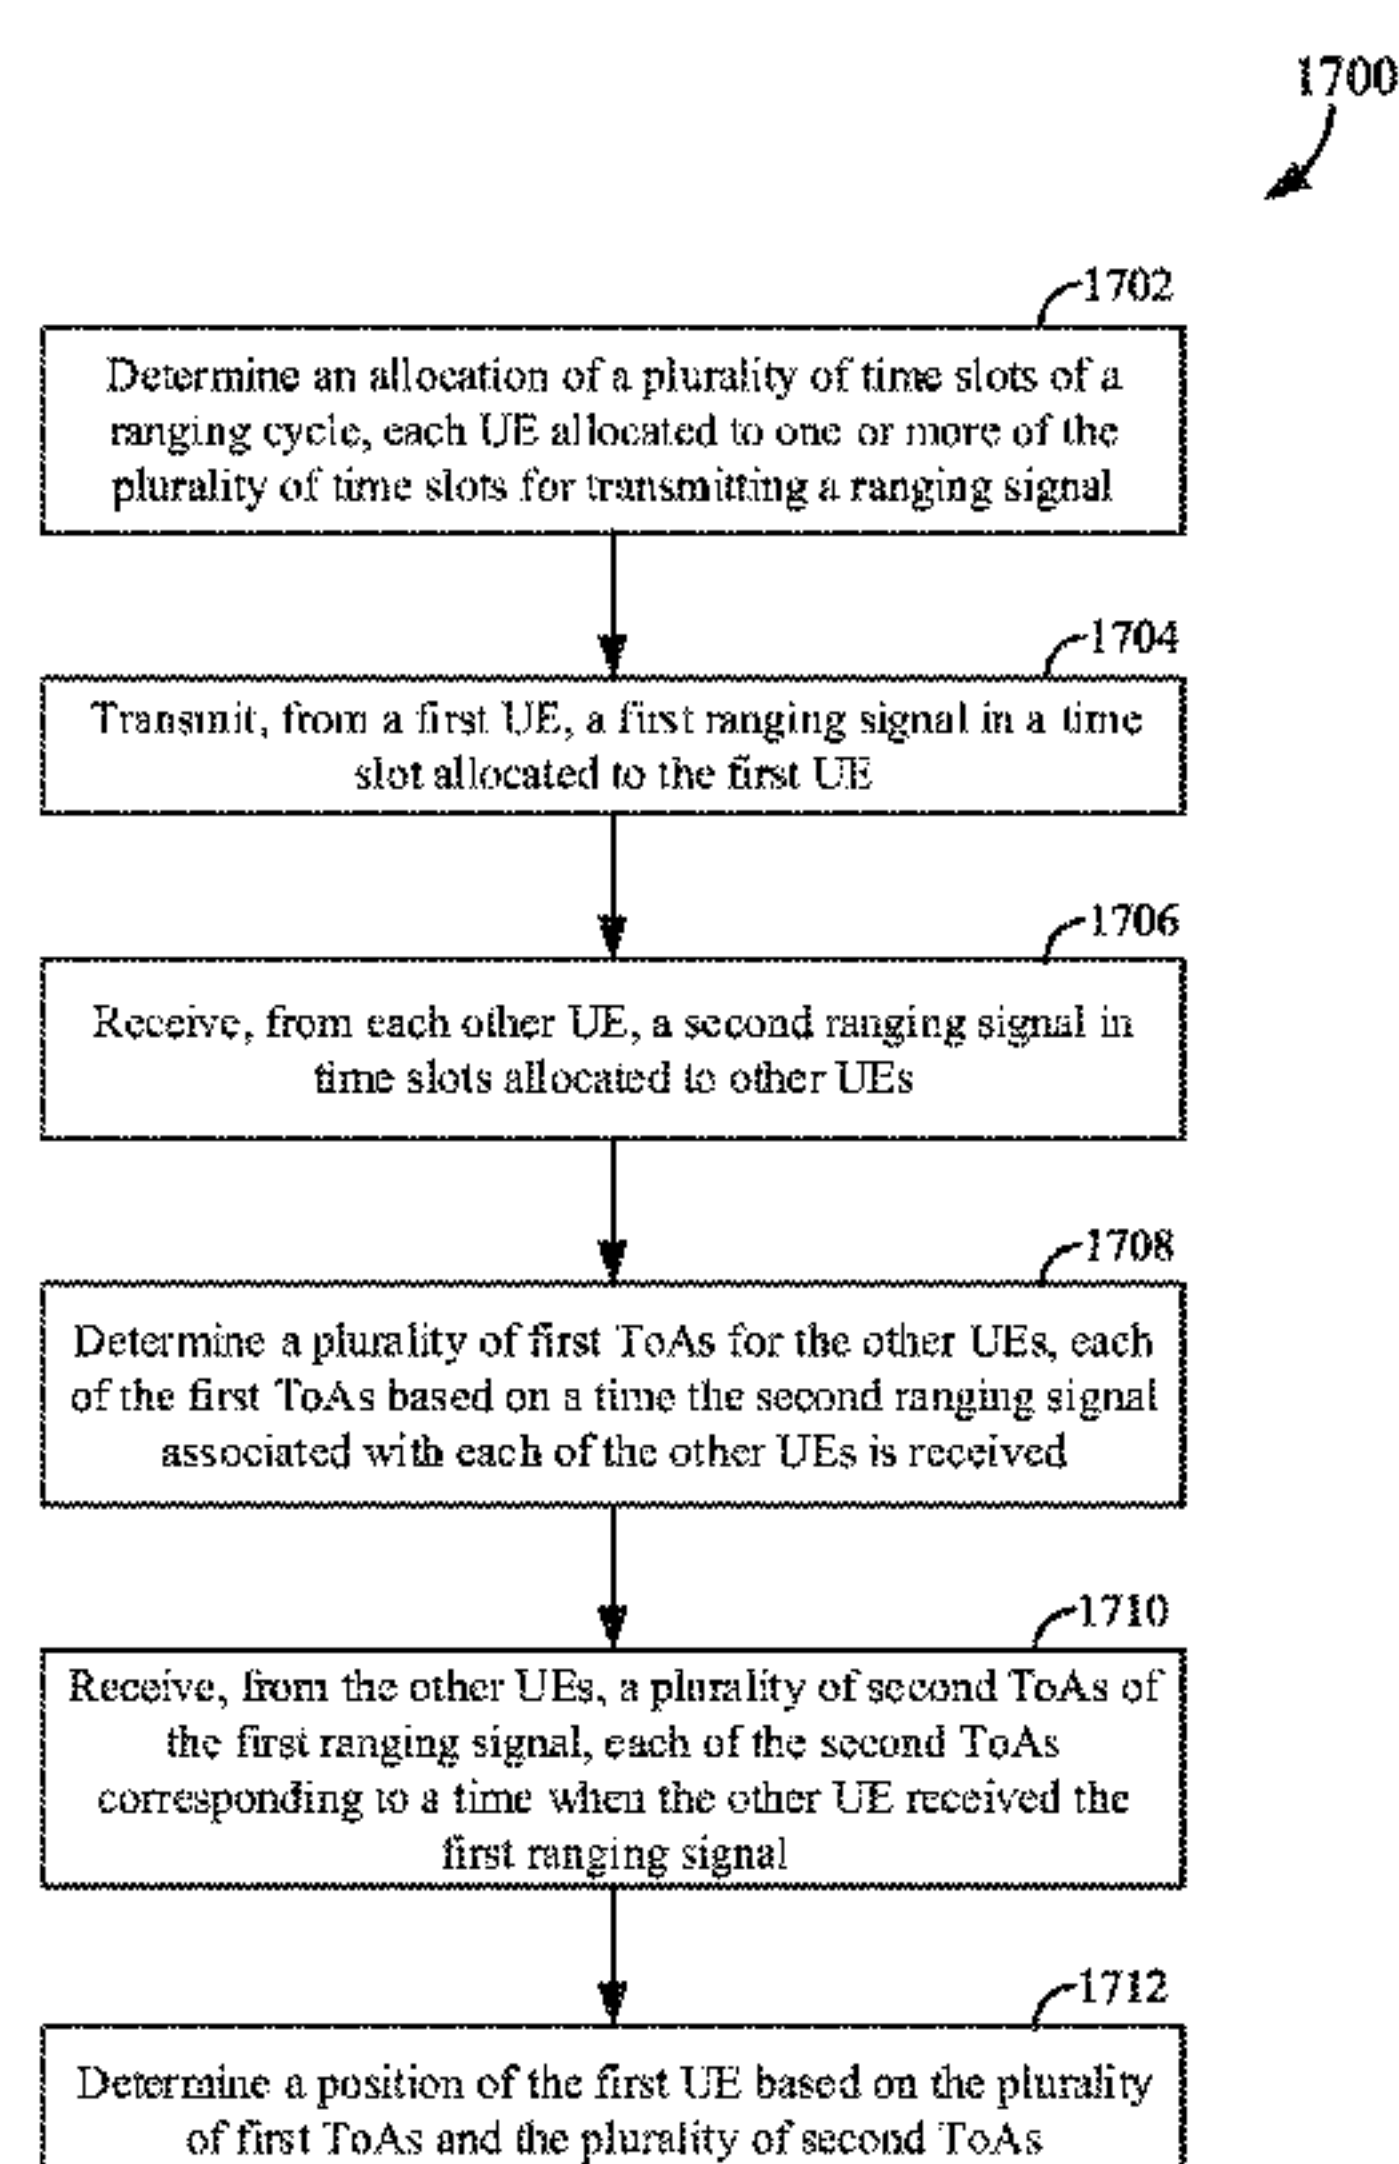 1700
1702
Determine an allocation of a plurality of time slots of a
ranging cycle, each UE allocated to one or more of the
plurality of time slots for transmitting a ranging signal
1704
Transmit, from a first UE, a first ranging signal in a time
slot allocated to the first UE
1706
Receive, from each other UE, a second ranging signal in
time slots allocated to other UEs
1708
Determine a plurality of first ToAs for the other UEs, each
of the first ToAs based on a time the second ranging signal
associated with each of the other UEs is received
1710
Receive, from the other UEs, a plurality of second ToAs of
the first ranging signal, each of the second ToAs
corresponding to a time when the other UE received the
first ranging signal
1712
Determine a position of the first UE based on the plurality
of first ToAs and the plurality of second ToAs